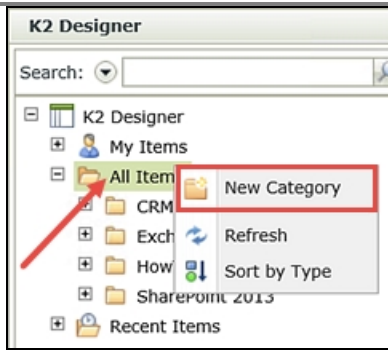 K2 Designer
Search:
K2 Designer
My Items
All Item
New Category
CRM
Exch
Refresh
How
Sort by Type
SharePoint 2013
Recent Items